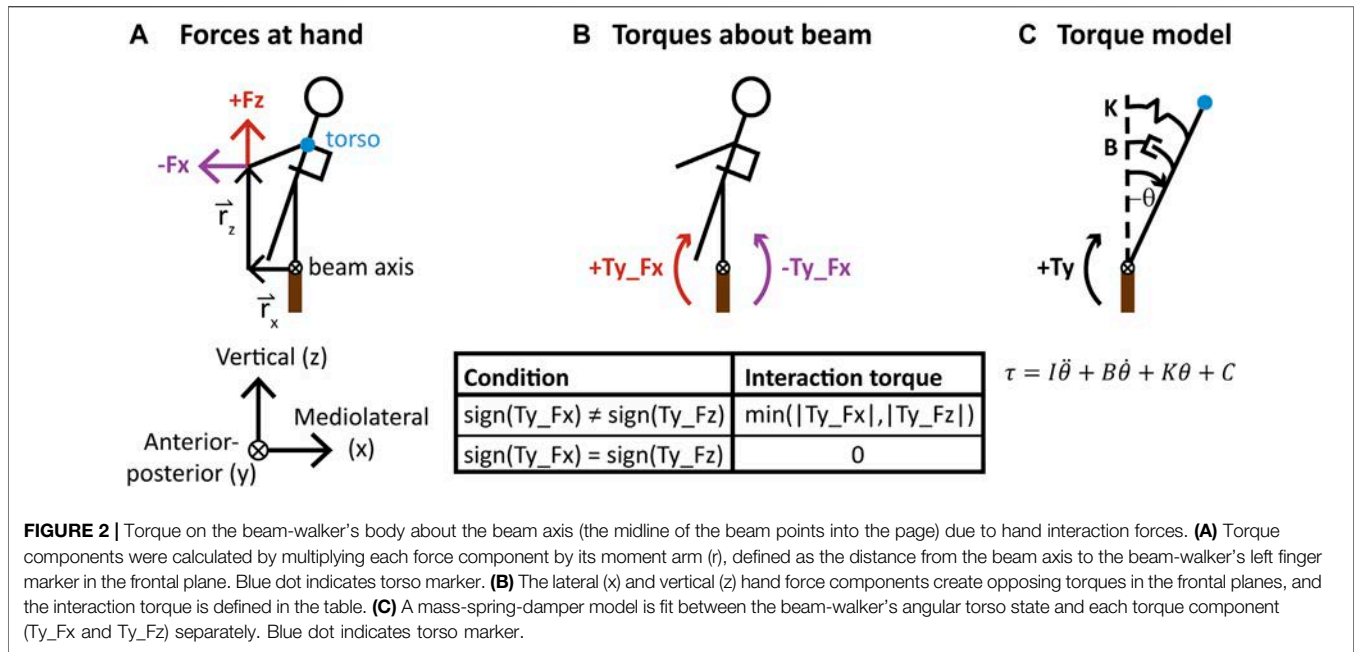 A Forces at hand
+Fz
torso
-Fx
r_z
beam axis
r_x
Vertical (z)
Mediolateral
(x)
Anterior-
posterior (y)
B Torques about beam
+Ty_Fx
-Ty_Fx
Condition Interaction torque
sign(Ty_Fx) ≠ sign(Ty_Fz) min(|Ty_Fx|,|Ty_Fz|)
sign(Ty_Fx) = sign(Ty_Fz) 0
C Torque model
K
B
-θ
+Ty
τ = Iθ̈ + Bθ̇ + Kθ + C
FIGURE 2 | Torque on the beam-walker's body about the beam axis (the midline of the beam points into the page) due to hand interaction forces. (A) Torque
components were calculated by multiplying each force component by its moment arm (r), defined as the distance from the beam axis to the beam-walker's left finger
marker in the frontal plane. Blue dot indicates torso marker. (B) The lateral (x) and vertical (z) hand force components create opposing torques in the frontal planes, and
the interaction torque is defined in the table. (C) A mass-spring-damper model is fit between the beam-walker's angular torso state and each torque component
(Ty_Fx and Ty_Fz) separately. Blue dot indicates torso marker.